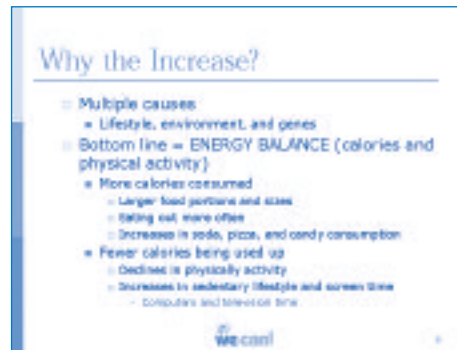 Why the Increase?
Multiple causes
Lifestyle, environment, and genes
Bottom line = ENERGY BALANCE (calories and
physical activity)
More calories consumed
Larger food portions and sizes
Eating out more often
Increases in soda, pizza, and candy consumption
Fewer calories being used up
Declines in physically activity
Increases in sedentary lifestyle and screen time
- Computers and television time
we can!